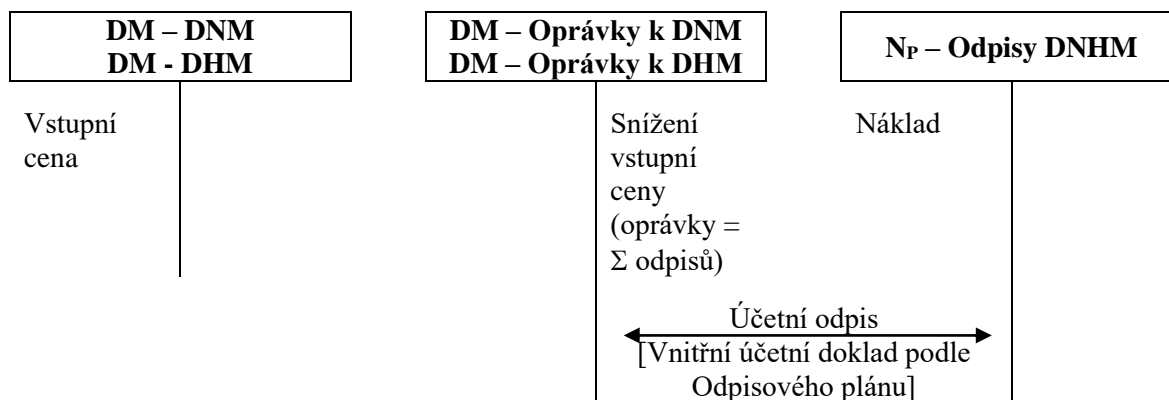 DM – DNM
DM - DHM
DM – Oprávky k DNM
DM – Oprávky k DHM
NP – Odpisy DNHM
Vstupní
cena
Snížení
vstupní
ceny
(oprávky =
Σ odpisů)
Náklad
Účetní odpis
[Vnitřní účetní doklad podle
Odpisového plánu]